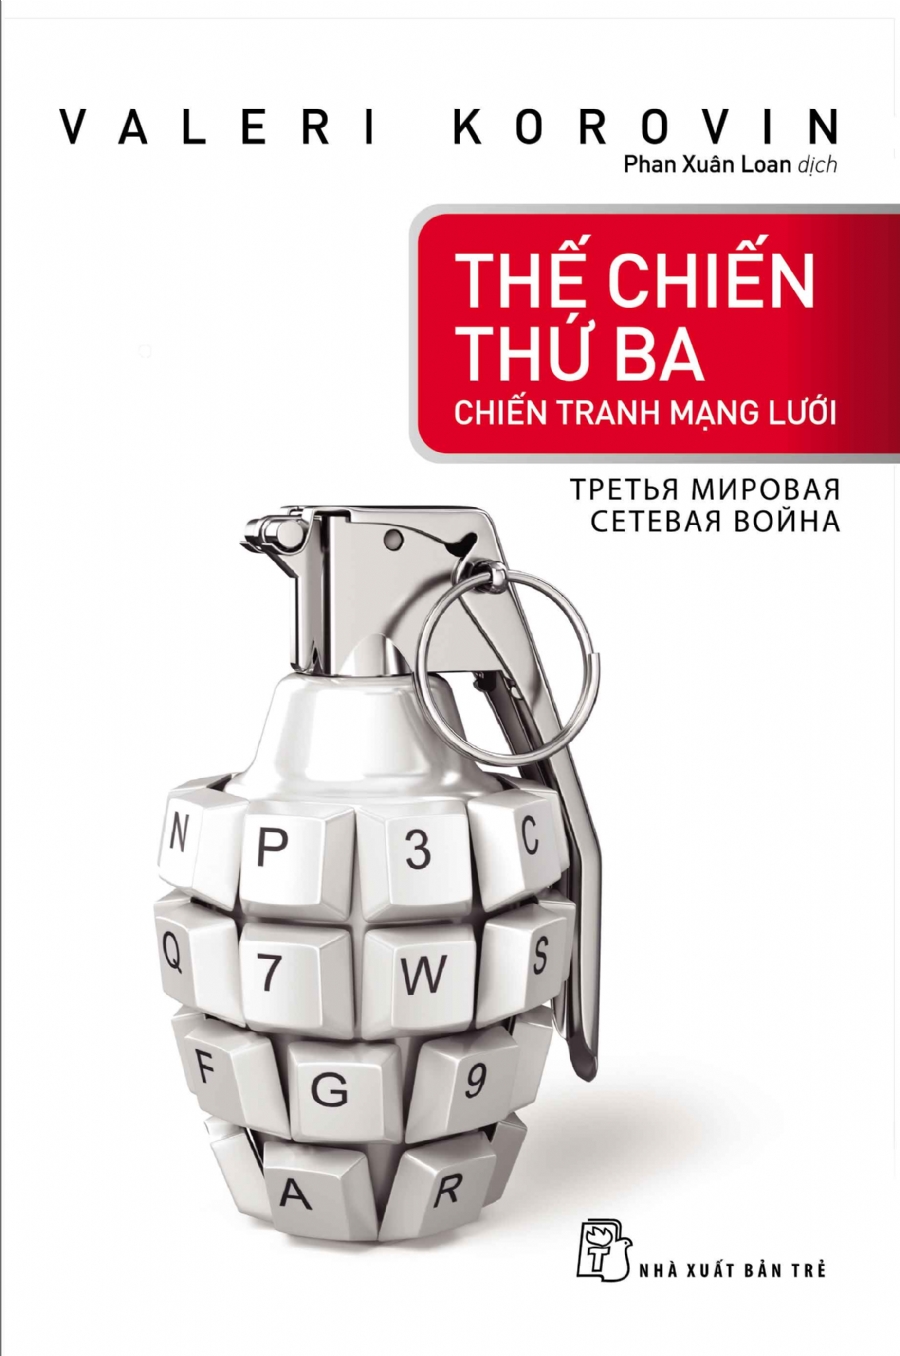 VALERI KOROVIN
Phan Xuân Loan dịch
THẾ CHIẾN
THỨ BA
CHIẾN TRANH MẠNG LƯỚI
ТРЕТЬЯ МИРОВАЯ
СЕТЕВАЯ ВОЙНА
N P 3 C
Q 7 W S
F G 9
A R
T
NHÀ XUẤT BẢN TRẺ